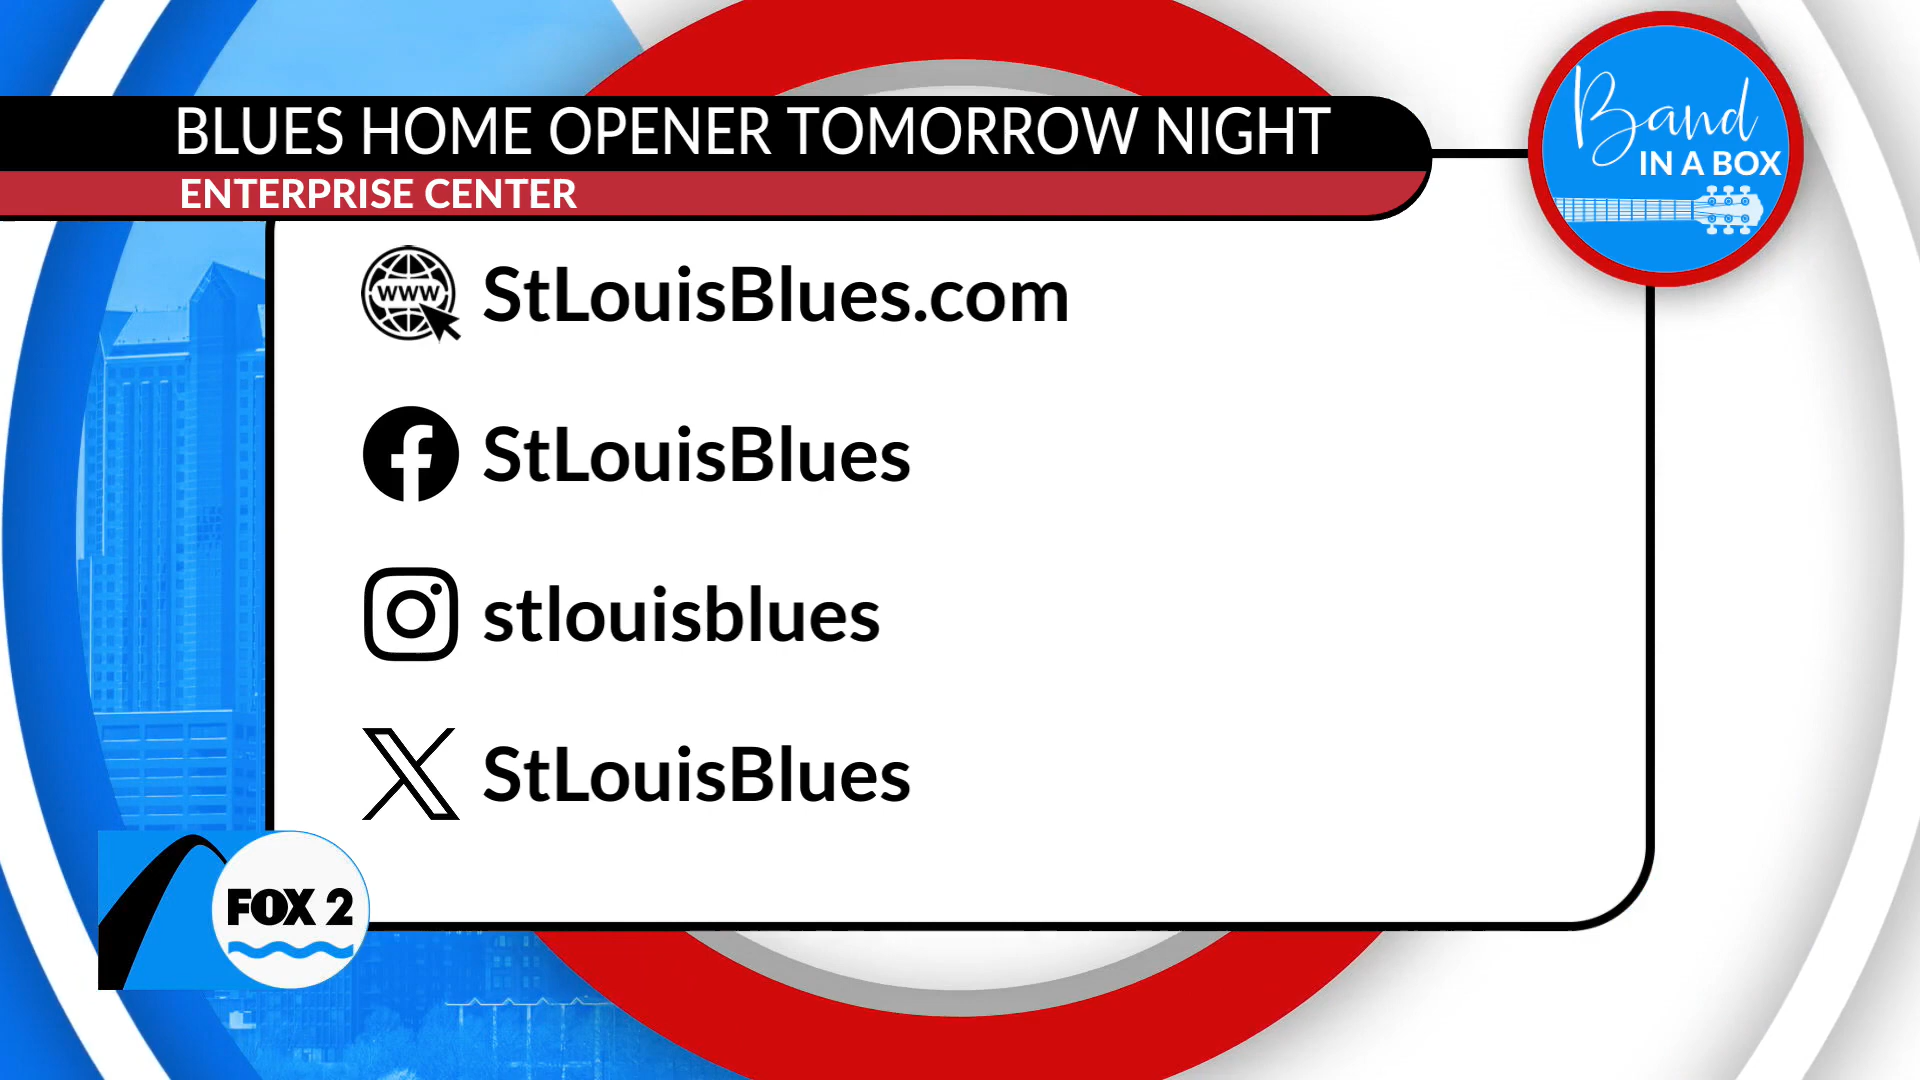 BLUES HOME OPENER TOMORROW NIGHT
ENTERPRISE CENTER
Band
IN A BOX
www
StLouisBlues.com
StLouisBlues
stlouisblues
StLouisBlues
FOX 2